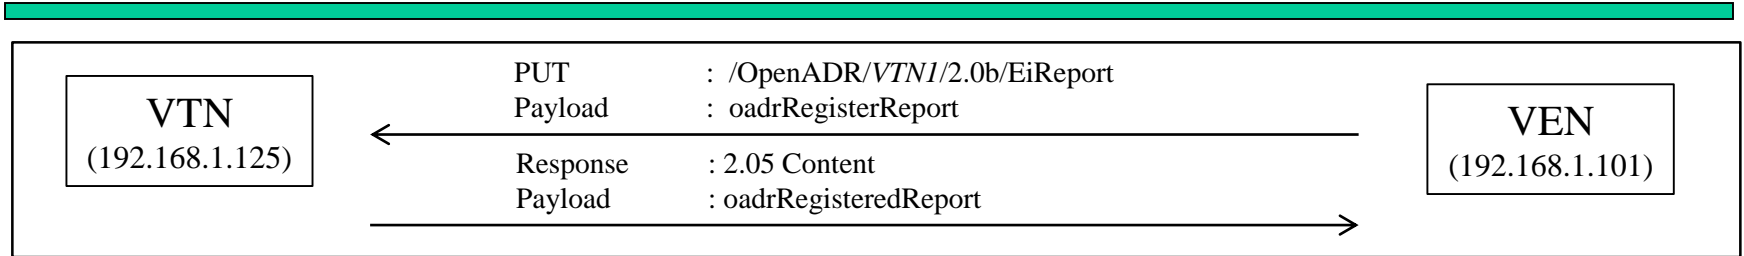 VTN
(192.168.1.125)
PUT : /OpenADR/VTN1/2.0b/EiReport
Payload : oadrRegisterReport
Response : 2.05 Content
Payload : oadrRegisteredReport
VEN
(192.168.1.101)